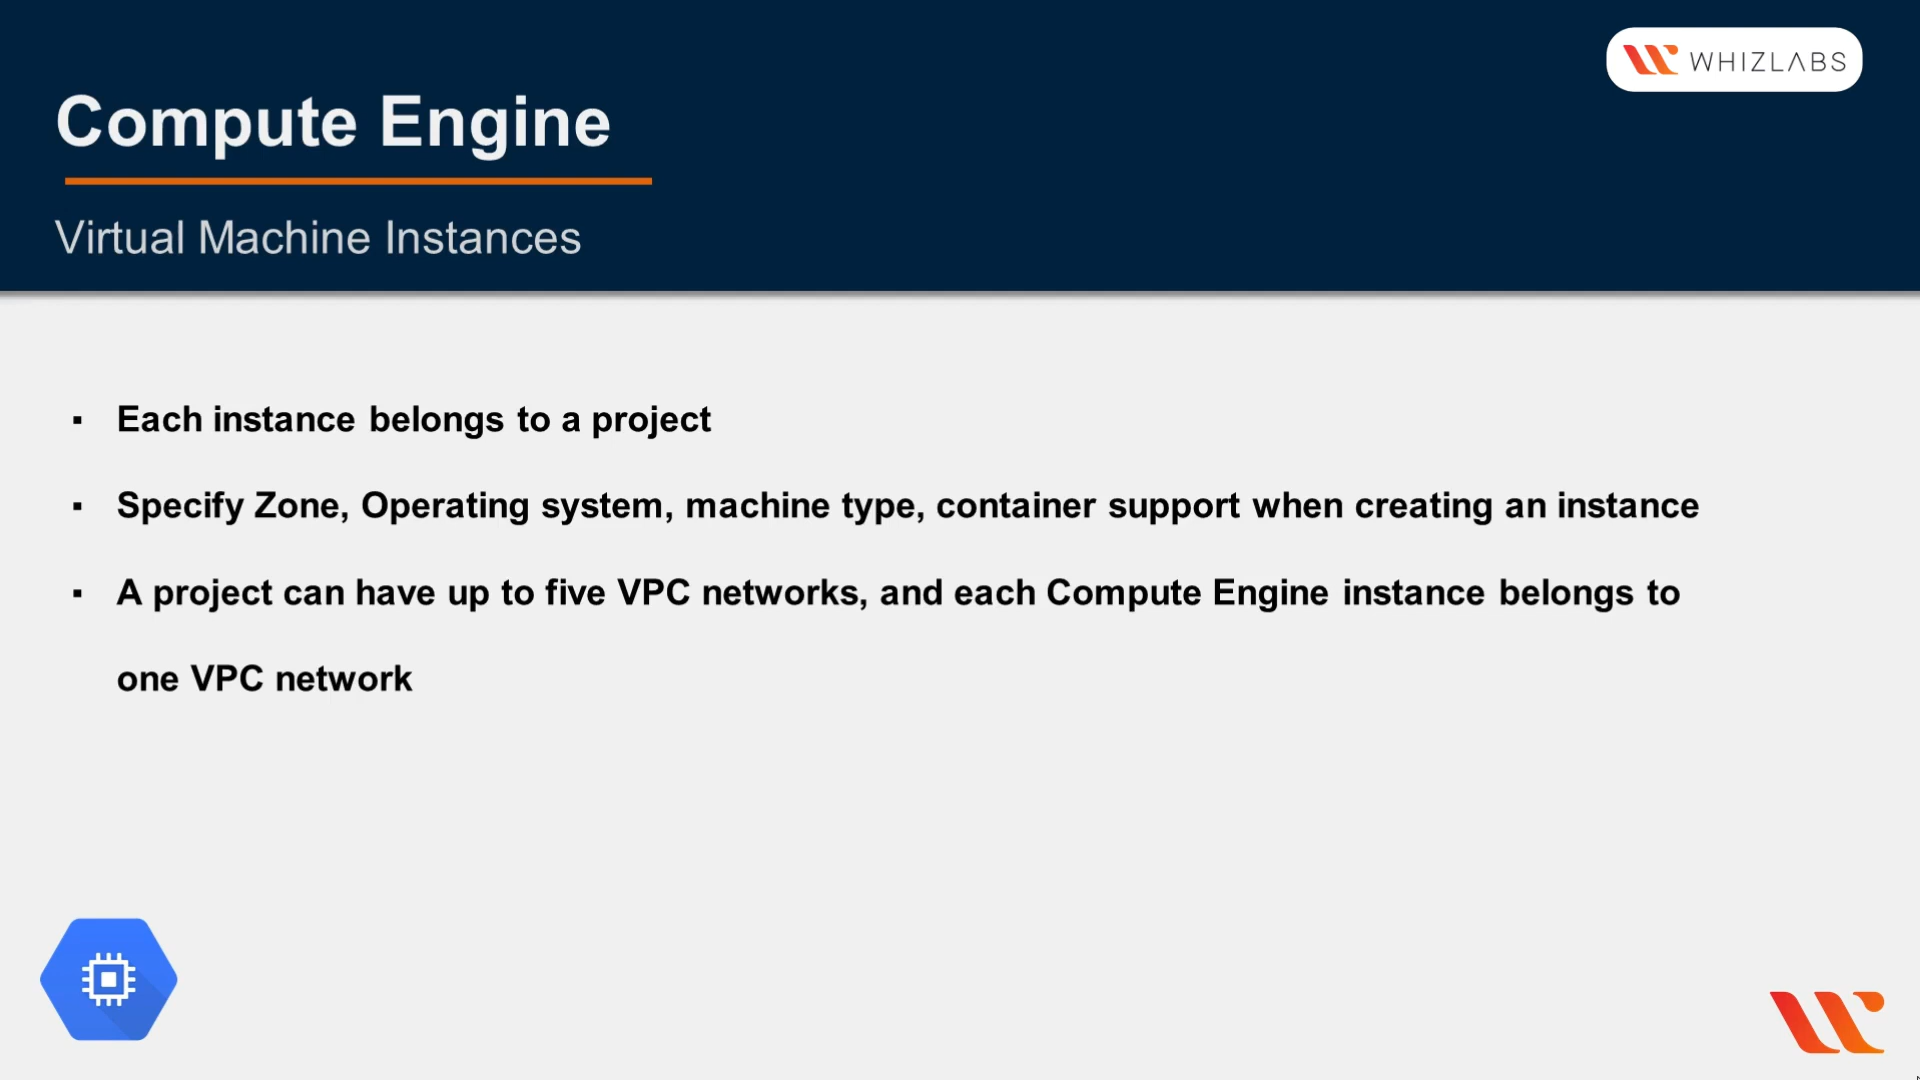 WHIZLABS
Compute Engine
Virtual Machine Instances
▪ Each instance belongs to a project
▪ Specify Zone, Operating system, machine type, container support when creating an instance
▪ A project can have up to five VPC networks, and each Compute Engine instance belongs to
one VPC network